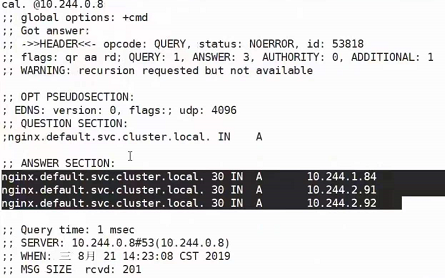 cal. @10.244.0.8
;; global options: +cmd
;; Got answer:
;; ->>HEADER<<- opcode: QUERY, status: NOERROR, id: 53818
;; flags: qr aa rd; QUERY: 1, ANSWER: 3, AUTHORITY: 0, ADDITIONAL: 1
;; WARNING: recursion requested but not available
;; OPT PSEUDOSECTION:
; EDNS: version: 0, flags:; udp: 4096
;; QUESTION SECTION:
;nginx.default.svc.cluster.local. IN A
;; ANSWER SECTION:
nginx.default.svc.cluster.local. 30 IN A 10.244.1.84
nginx.default.svc.cluster.local. 30 IN A 10.244.2.91
nginx.default.svc.cluster.local. 30 IN A 10.244.2.92
;; Query time: 1 msec
;; SERVER: 10.244.0.8#53(10.244.0.8)
;; WHEN: 三 8月 21 14:23:08 CST 2019
;; MSG SIZE rcvd: 201